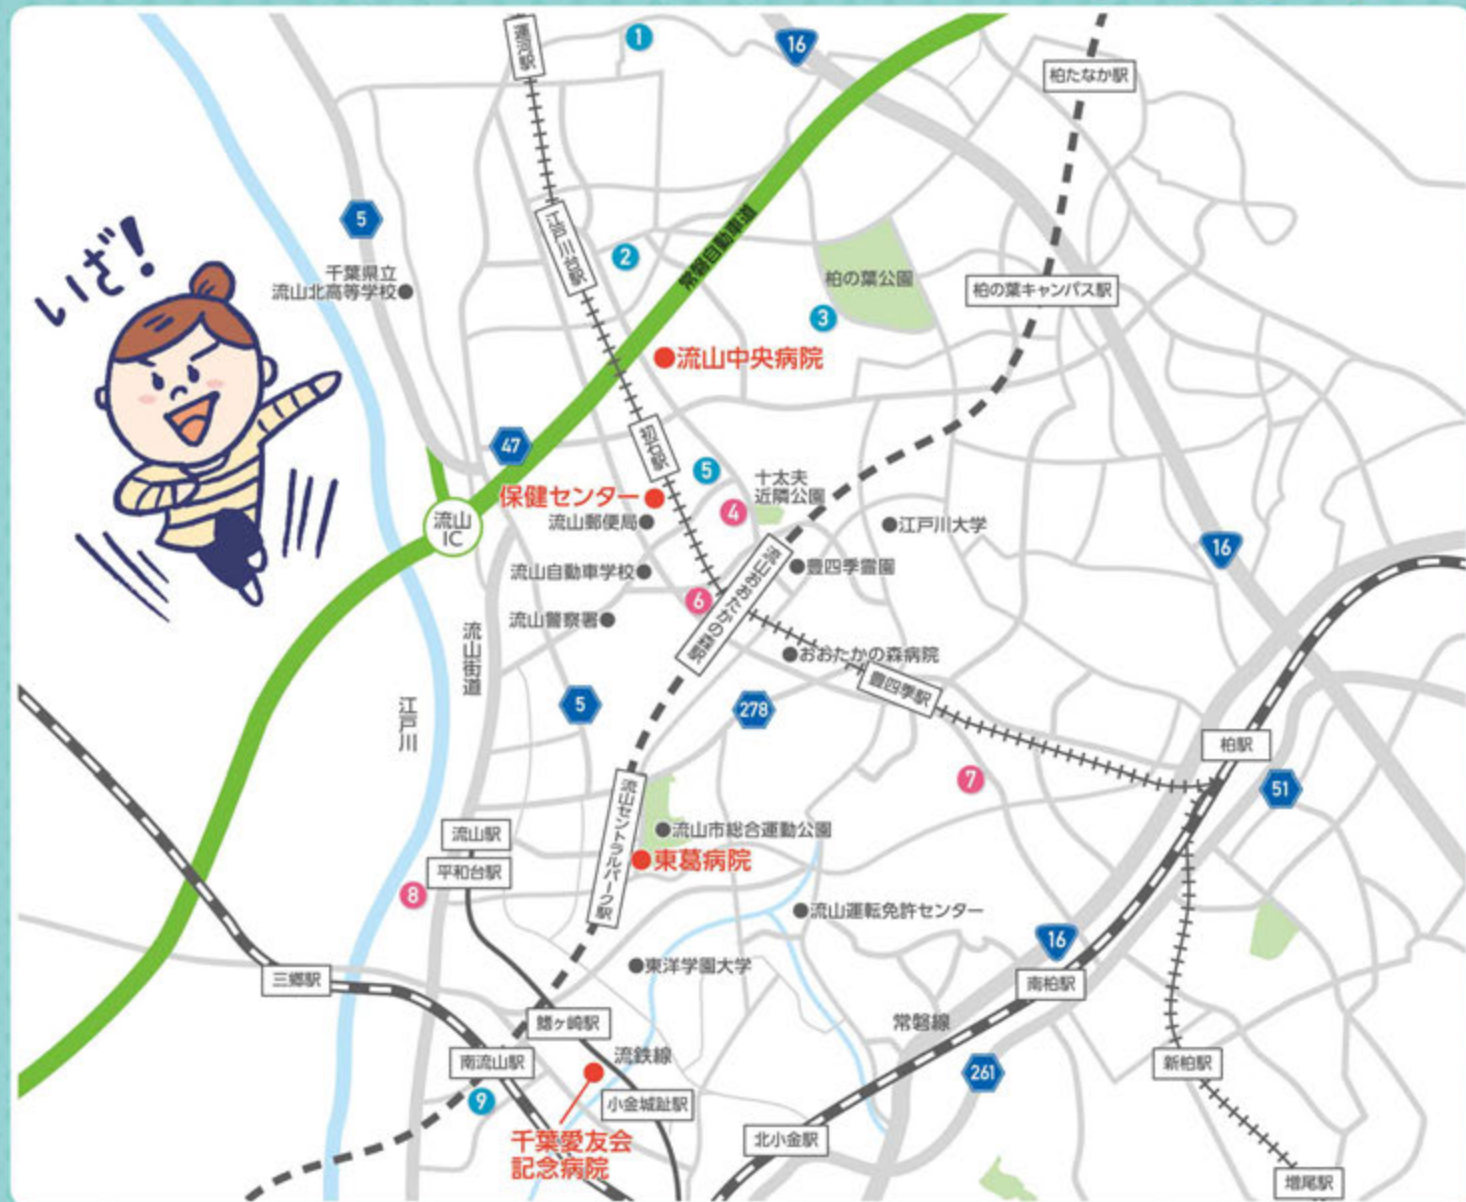 運河駅
1
16
柏たなか駅
いざ!
5
江戸川台駅
2
常磐自動車道
千葉県立
流山北高等学校
柏の葉公園
柏の葉キャンパス駅
3
流山中央病院
47
初石駅
5
十太夫
近隣公園
保健センター
4
流山IC
流山郵便局
江戸川大学
16
流山自動車学校
豊四季霊園
流山おおたかの森駅
6
流山警察署
流山街道
おおたかの森病院
豊四季駅
江戸川
5
278
柏駅
7
51
流山セントラルパーク駅
流山駅
流山市総合運動公園
平和台駅
東葛病院
8
流山運転免許センター
16
東洋学園大学
三郷駅
南柏駅
鰭ヶ崎駅
常磐線
南流山駅
流鉄線
新柏駅
261
9
小金城趾駅
千葉愛友会
記念病院
北小金駅
増尾駅